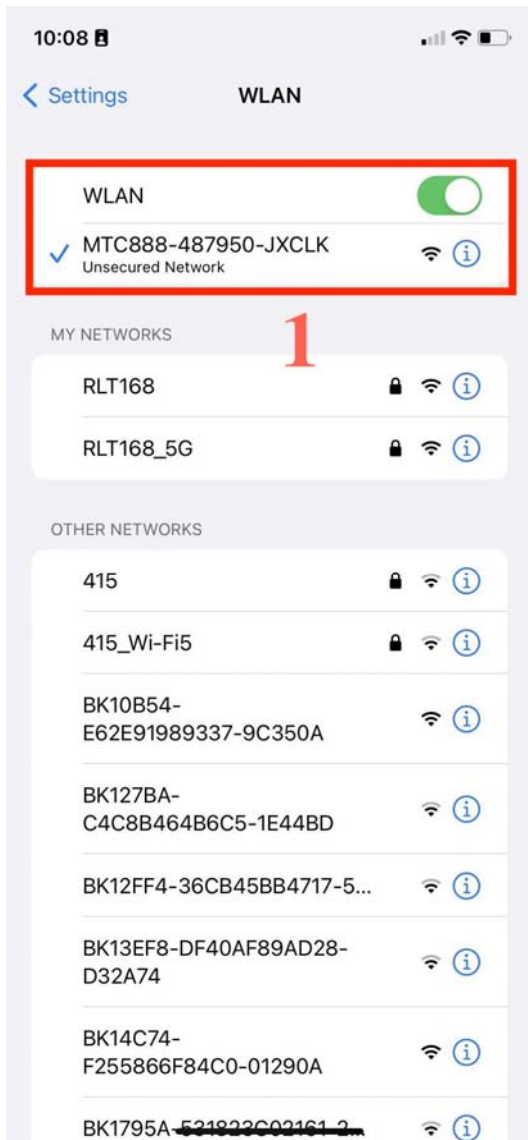 10:08
Settings
WLAN
WLAN
MTC888-487950-JXCLK
Unsecured Network
1
MY NETWORKS
RLT168
RLT168_5G
OTHER NETWORKS
415
415_Wi-Fi5
BK10B54-
E62E91989337-9C350A
BK127BA-
C4C8B464B6C5-1E44BD
BK12FF4-36CB45BB4717-5...
BK13EF8-DF40AF89AD28-
D32A74
BK14C74-
F255866F84C0-01290A
BK1795A-